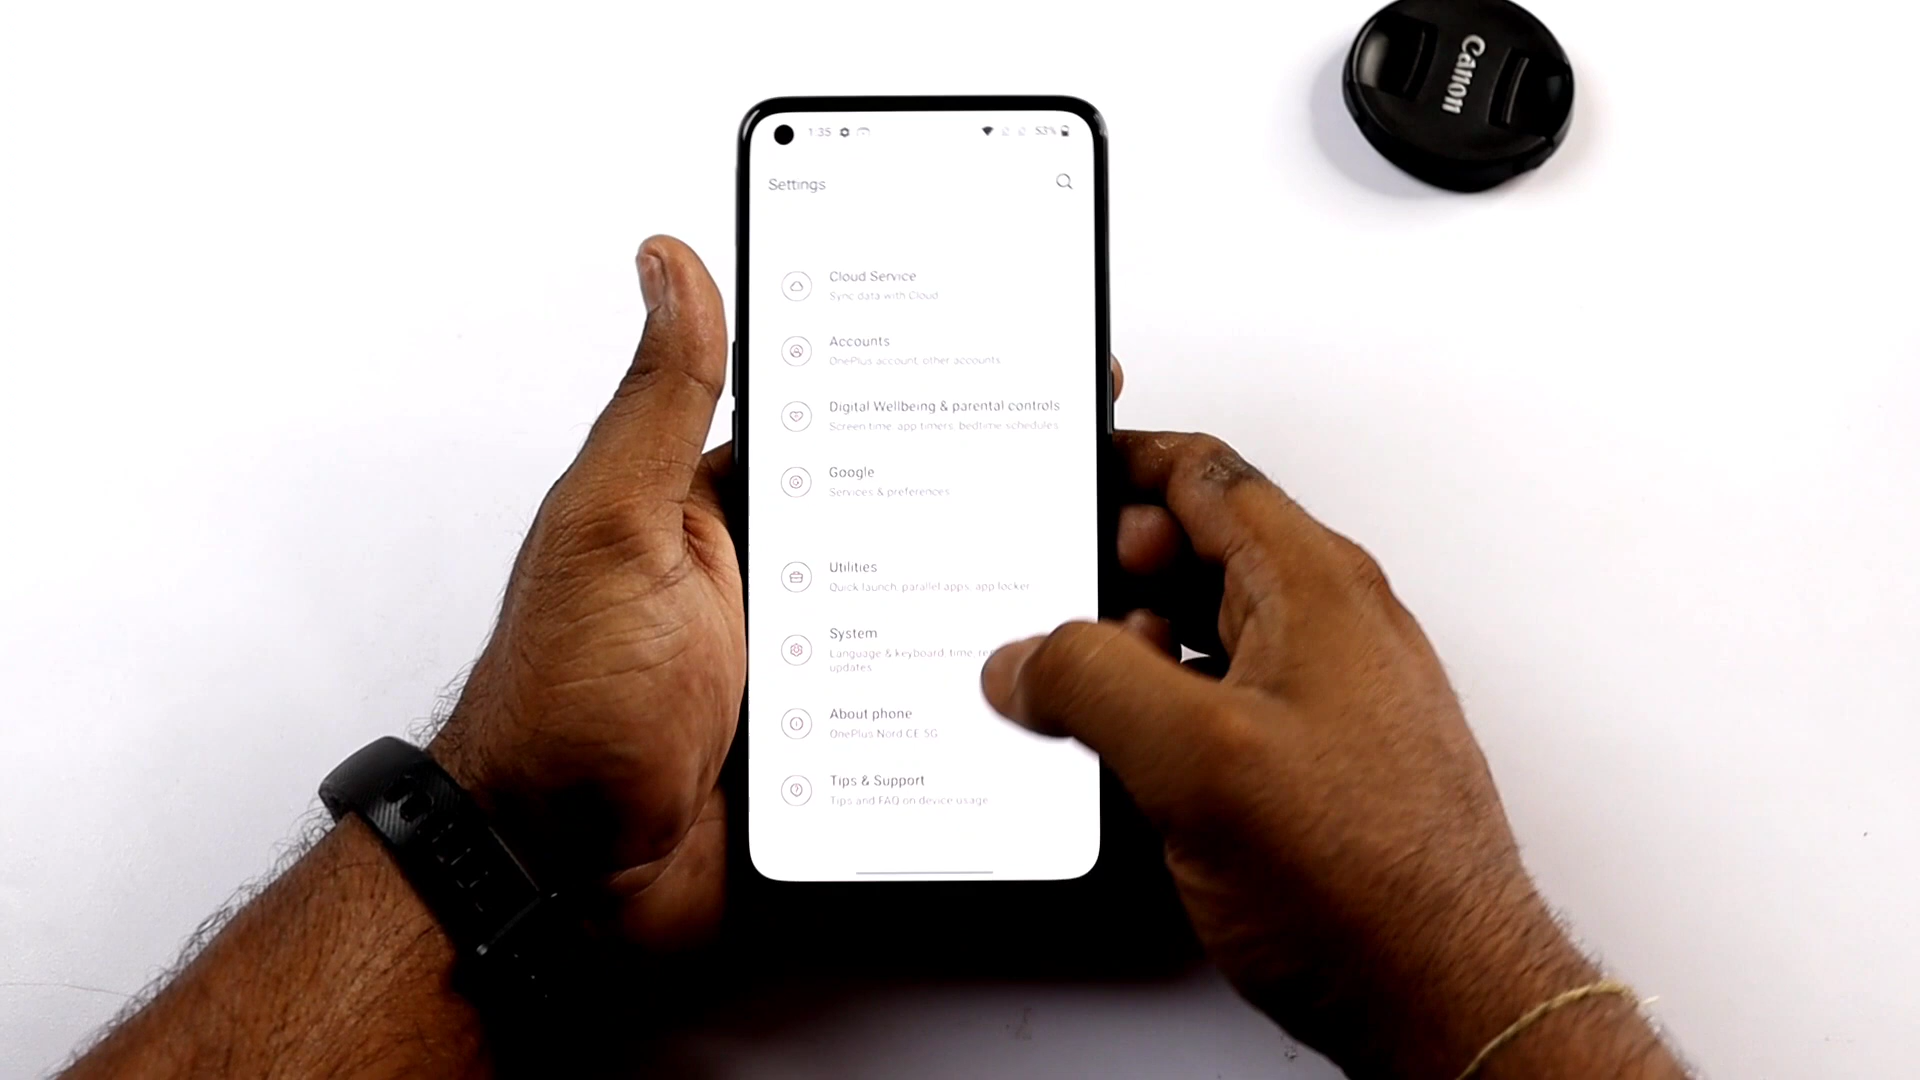 Canon
1:35 53%
Settings
Cloud Service
Sync data with Cloud
Accounts
OnePlus account, other accounts
Digital Wellbeing & parental controls
Screen time, app timers, bedtime schedules
Google
Services & preferences
Utilities
Quick launch, parallel apps, app locker
System
Language & keyboard, time,
updates
About phone
OnePlus Nord CE 5G
Tips & Support
Tips and FAQ on device usage